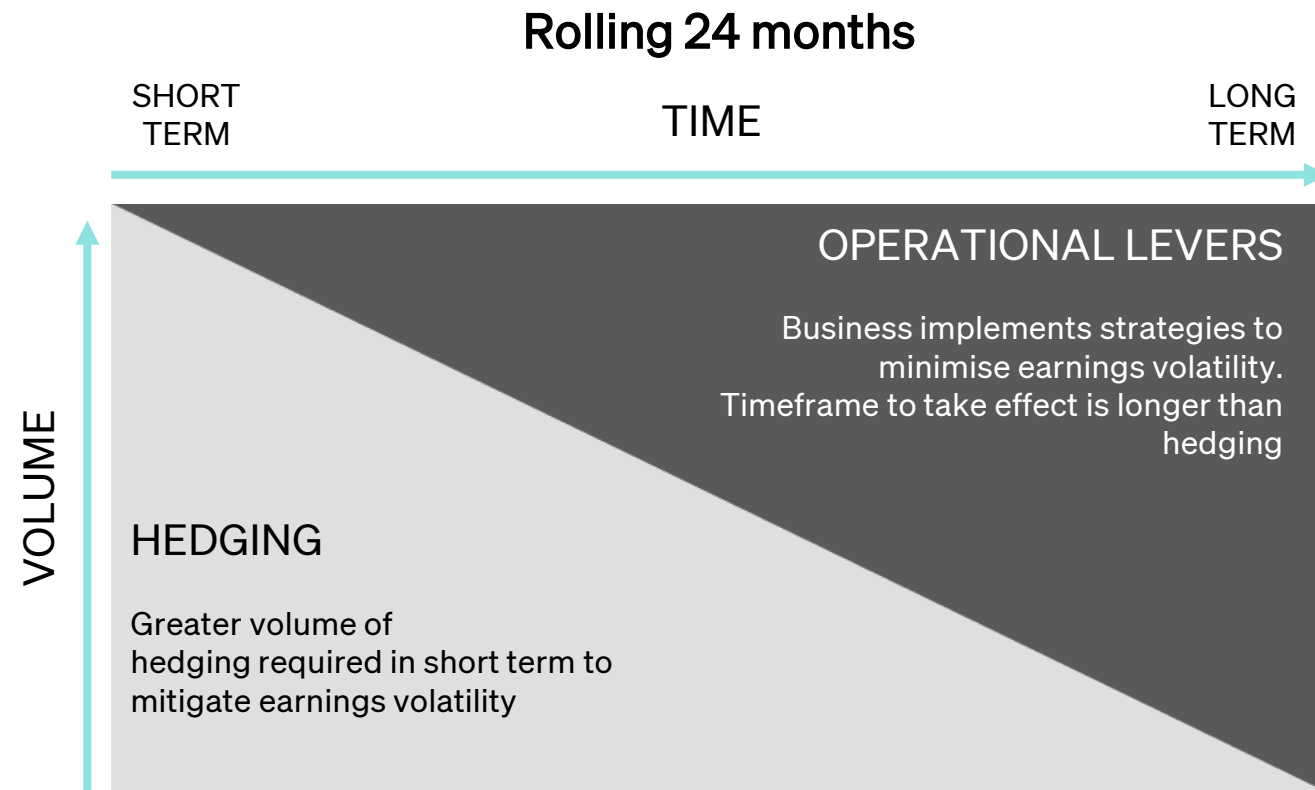 Rolling 24 months
SHORT
TERM
TIME
LONG
TERM
VOLUME
OPERATIONAL LEVERS
Business implements strategies to
minimise earnings volatility.
Timeframe to take effect is longer than
hedging
HEDGING
Greater volume of
hedging required in short term to
mitigate earnings volatility